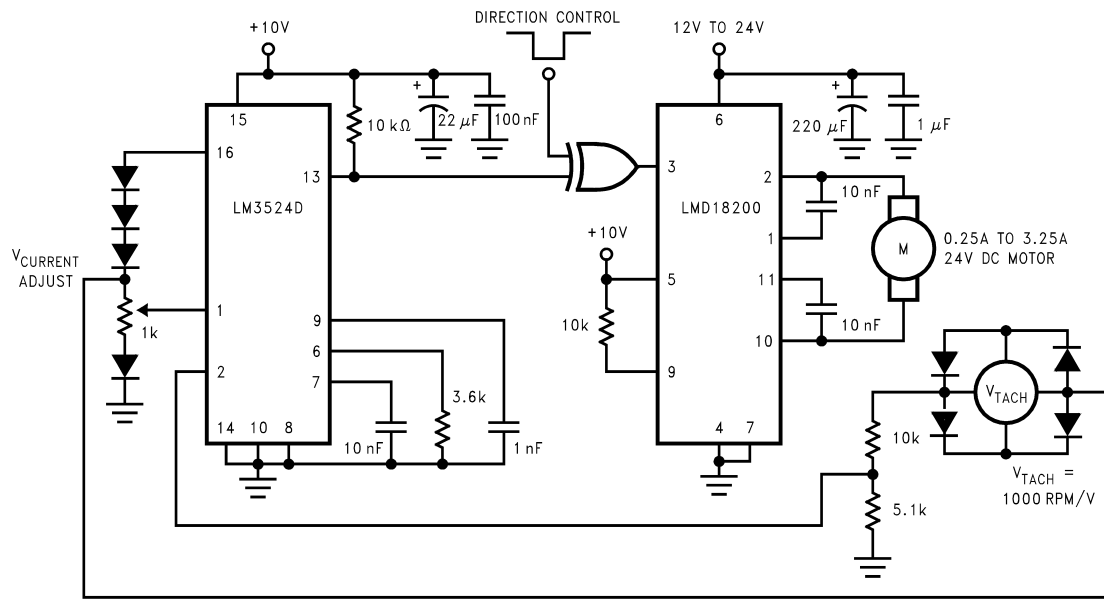 DIRECTION CONTROL
+10V
12V TO 24V
15
10 kΩ
+
22 μF
100 nF
6
+
220 μF
1 μF
16
13
3
2
10 nF
LM3524D
LMD18200
1
+10V
M
0.25A TO 3.25A
24V DC MOTOR
VCURRENT
ADJUST
5
11
1k
1
9
10k
10 nF
6
10
2
7
3.6k
9
VTACH
14
10
8
10 nF
1 nF
4
7
10k
VTACH =
1000 RPM/V
5.1k